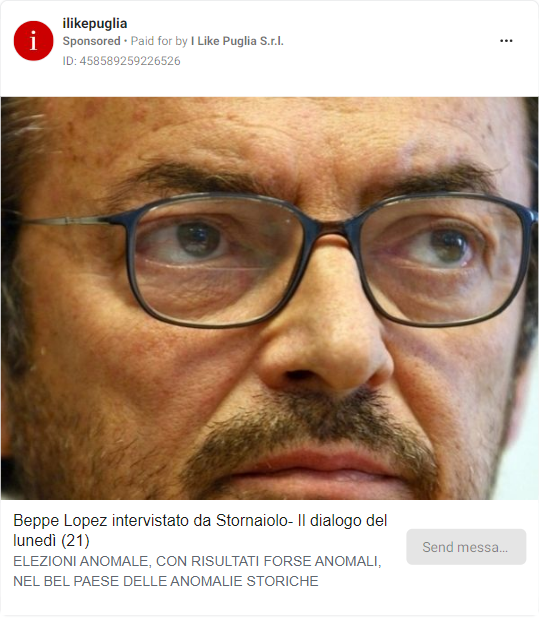 i
ilikepuglia
Sponsored • Paid for by I Like Puglia S.r.l.
ID: 458589259226526
Beppe Lopez intervistato da Stornaiolo- Il dialogo del
lunedì (21)
ELEZIONI ANOMALE, CON RISULTATI FORSE ANOMALI,
NEL BEL PAESE DELLE ANOMALIE STORICHE
Send messa...